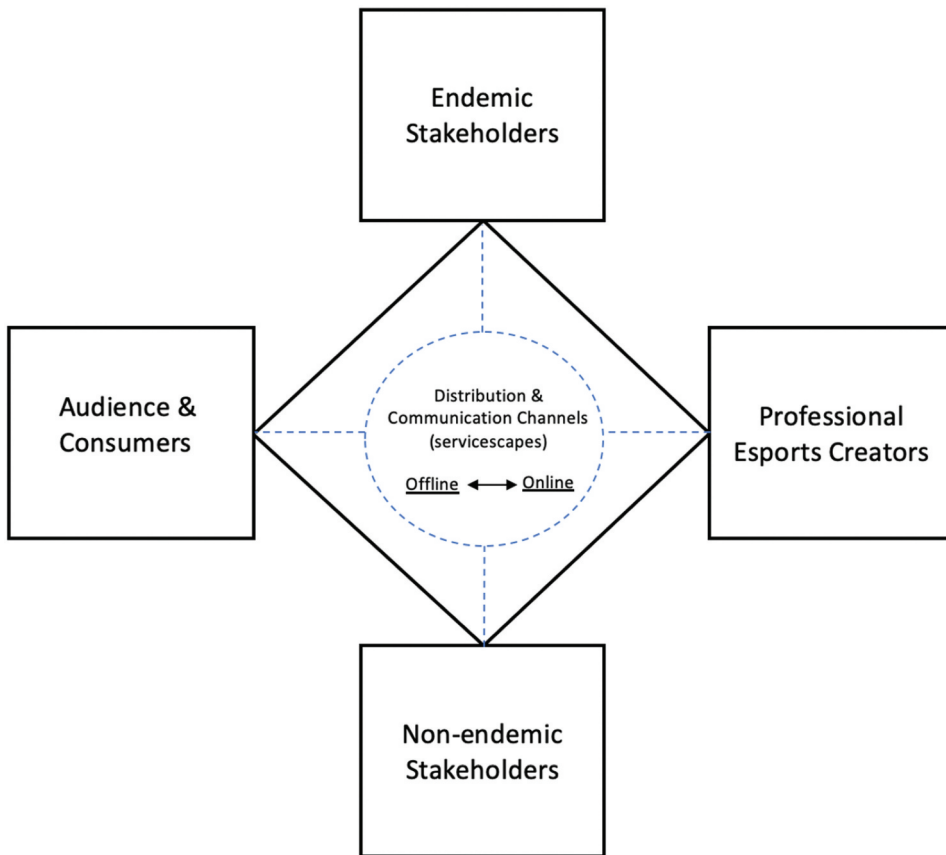 Endemic
Stakeholders
Audience &
Consumers
Distribution &
Communication Channels
(servicescapes)
Offline Online
Professional
Esports Creators
Non-endemic
Stakeholders